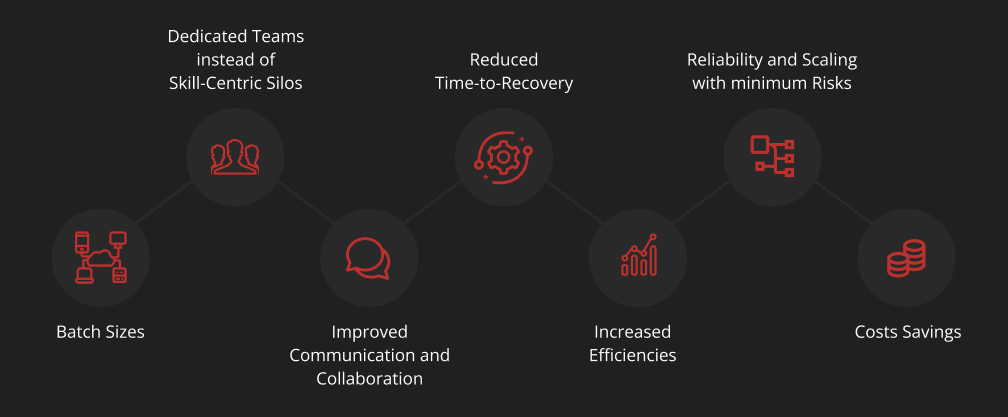 Batch Sizes
Dedicated Teams
instead of
Skill-Centric Silos
Improved
Communication and
Collaboration
Reduced
Time-to-Recovery
Increased
Efficiencies
Reliability and Scaling
with minimum Risks
Costs Savings